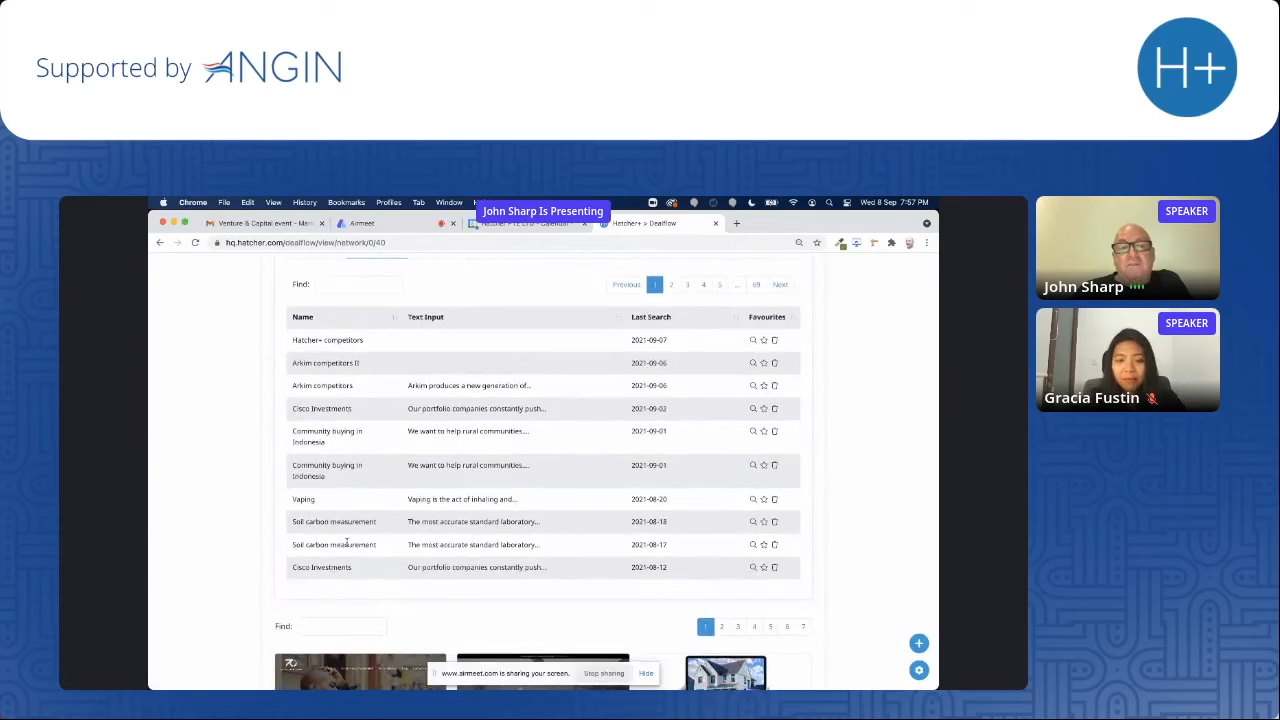 Supported by ANGIN
H+
Chrome File Edit View History Bookmarks Profiles Tab Window
Wed 8 Sep 7:57 PM
John Sharp Is Presenting
Venture & Capital event – Mar
Airmeet
Hatcher+ > Dealflow
hq.hatcher.com/dealflow/view/network/0/40
Find:
Previous 1 2 3 4 5 ... 69 Next
Name Text Input Last Search Favourites
Hatcher+ competitors 2021-09-07
Arkim competitors II 2021-09-06
Arkim competitors Arkim produces a new generation of... 2021-09-06
Cisco Investments Our portfolio companies constantly push... 2021-09-02
Community buying in We want to help rural communities.... 2021-09-01
Indonesia
Community buying in We want to help rural communities.... 2021-09-01
Indonesia
Vaping Vaping is the act of inhaling and... 2021-08-20
Soil carbon measurement The most accurate standard laboratory... 2021-08-18
Soil carbon measurement The most accurate standard laboratory... 2021-08-17
Cisco Investments Our portfolio companies constantly push... 2021-08-12
Find:
1 2 3 4 5 6 7
www.airmeet.com is sharing your screen. Stop sharing Hide
SPEAKER
John Sharp
SPEAKER
Gracia Fustin